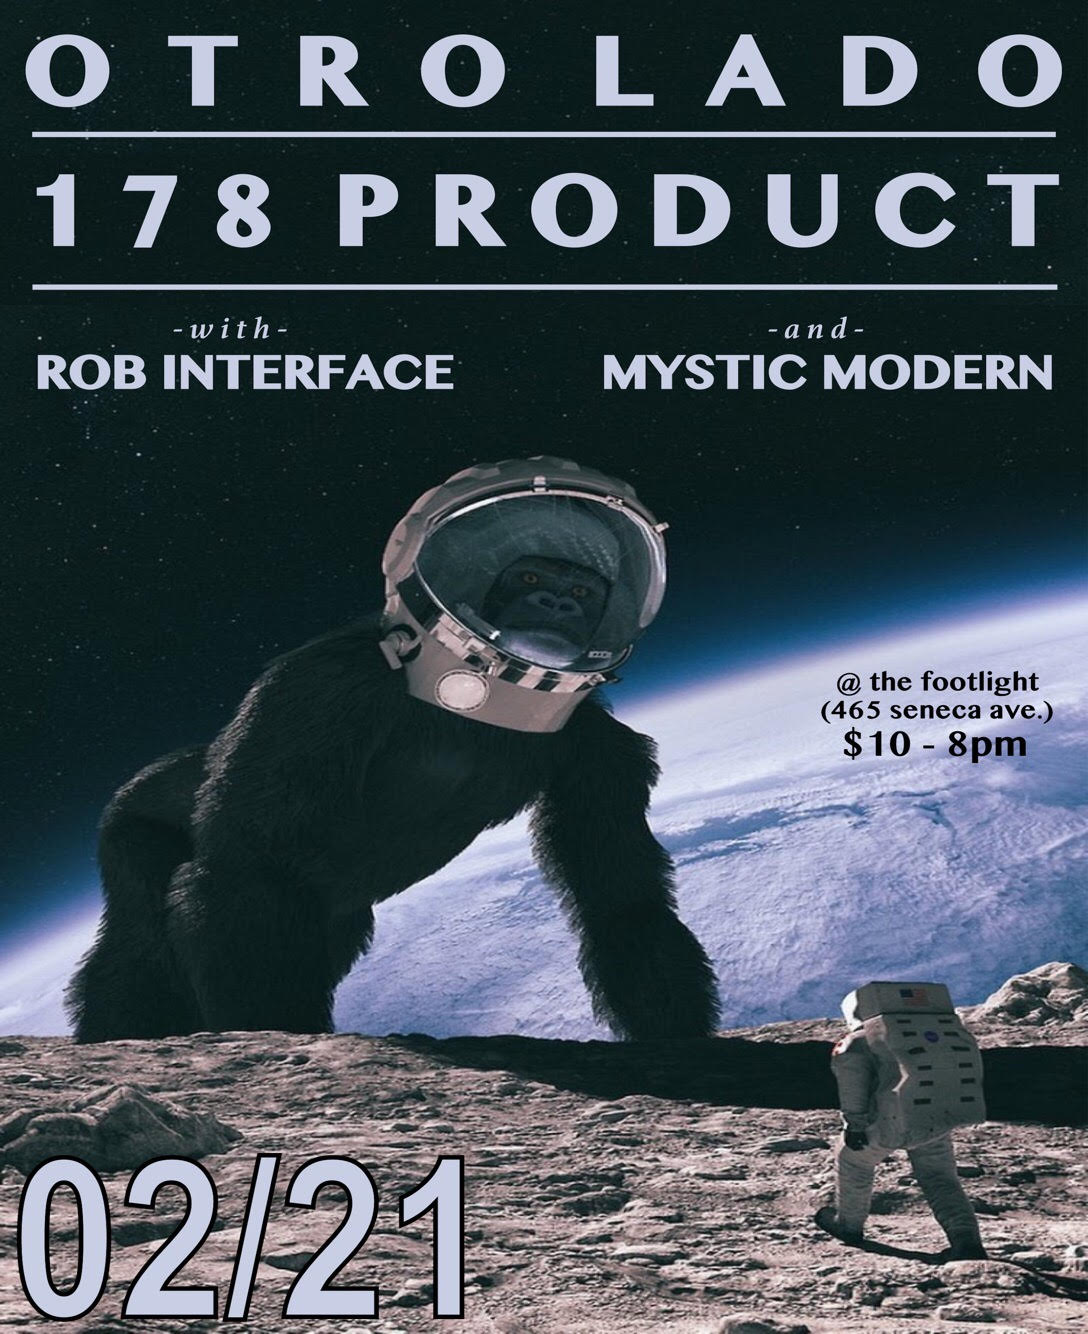 OTRO LADO
178 PRODUCT
-with-
ROB INTERFACE
-and-
MYSTIC MODERN
@ the footlight
(465 seneca ave.)
$10 - 8pm
02/21